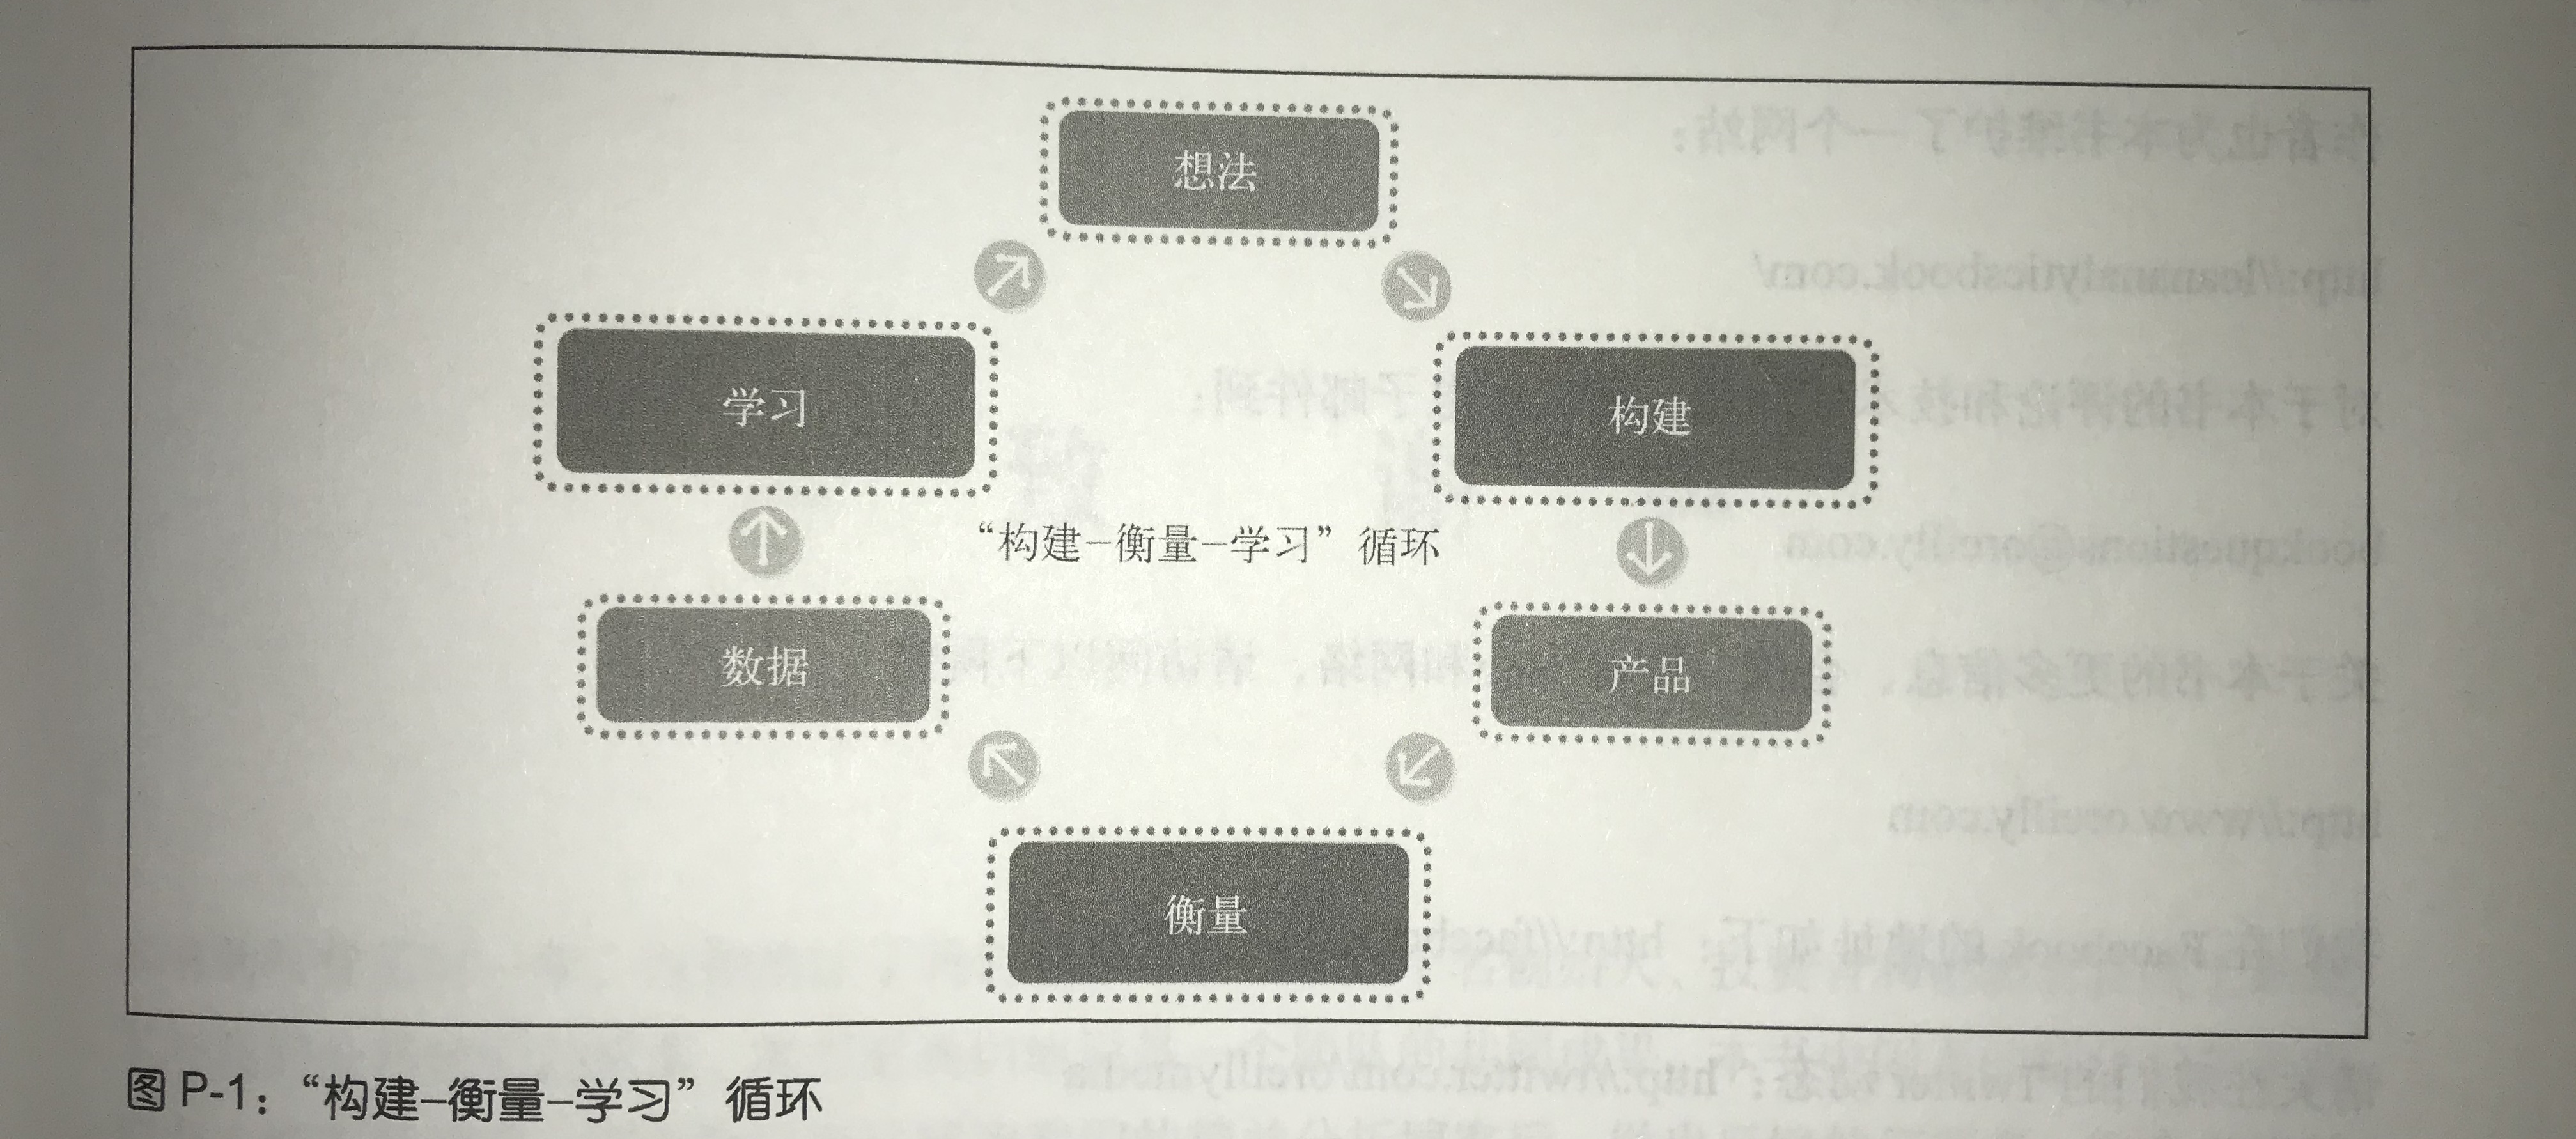 想法
学习
构建
“构建–衡量–学习”循环
数据
产品
衡量
图 P-1：“构建–衡量–学习”循环